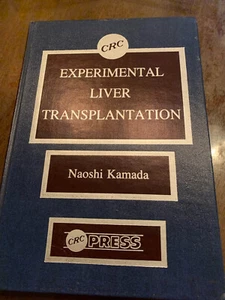 CRC
EXPERIMENTAL
LIVER
TRANSPLANTATION
Naoshi Kamada
CRC PRESS